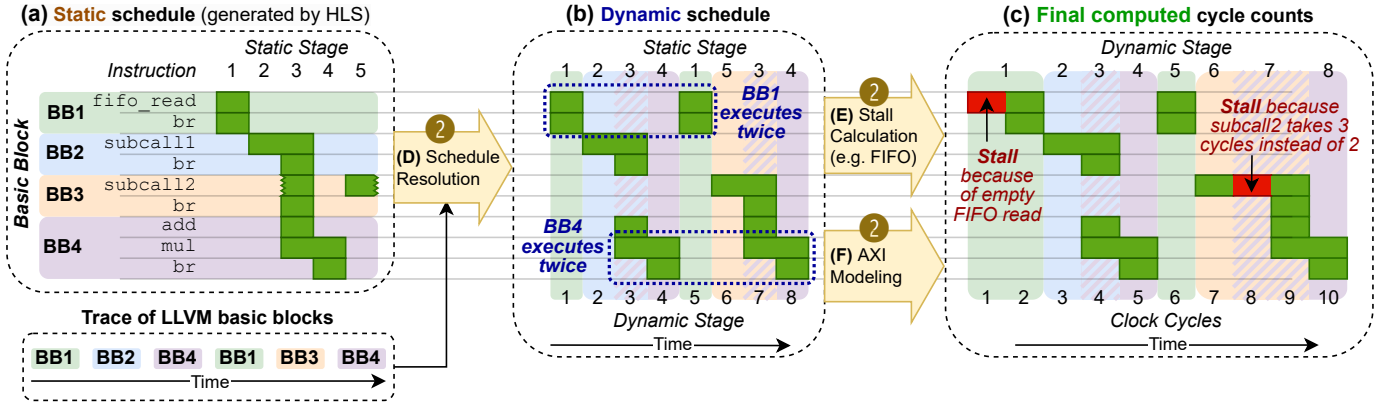 (a) Static schedule (generated by HLS)
Static Stage
Instruction 1 2 3 4 5
Basic Block
BB1
fifo_read
br
BB2
subcall1
br
BB3
subcall2
br
BB4
add
mul
br
Trace of LLVM basic blocks
BB1 BB2 BB4 BB1 BB3 BB4
Time
2
(D) Schedule
Resolution
(b) Dynamic schedule
Static Stage
1 2 3 4 1 5 3 4
BB1
executes
twice
BB4
executes
twice
1 2 3 4 5 6 7 8
Dynamic Stage
Time
2
(E) Stall
Calculation
(e.g. FIFO)
2
(F) AXI
Modeling
(c) Final computed cycle counts
Dynamic Stage
1 2 3 4 5 6 7 8
Stall because
subcall2 takes 3
cycles instead of 2
Stall
because
of empty
FIFO read
1 2 3 4 5 6 7 8 9 10
Clock Cycles
Time